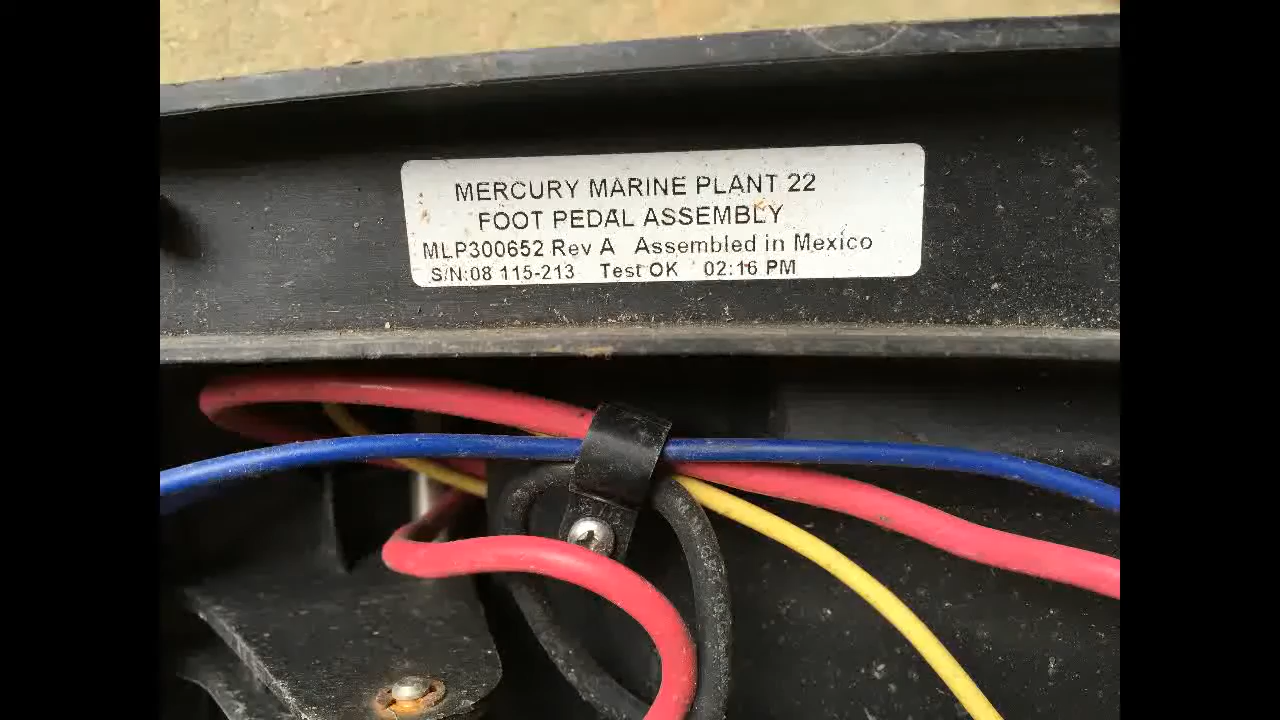 MERCURY MARINE PLANT 22
FOOT PEDAL ASSEMBLY
MLP300652 Rev A Assembled in Mexico
S/N:08 115-213 Test OK 02:16 PM